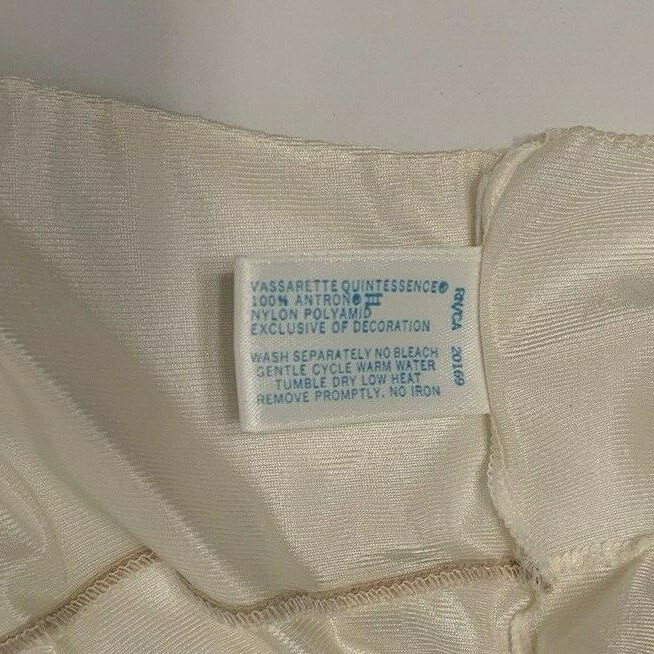 VASSARETTE QUINTESSENCE®
100% ANTRON® III
NYLON POLYAMID
EXCLUSIVE OF DECORATION
WASH SEPARATELY NO BLEACH
GENTLE CYCLE WARM WATER
TUMBLE DRY LOW HEAT
REMOVE PROMPTLY. NO IRON
RN/CA 20169